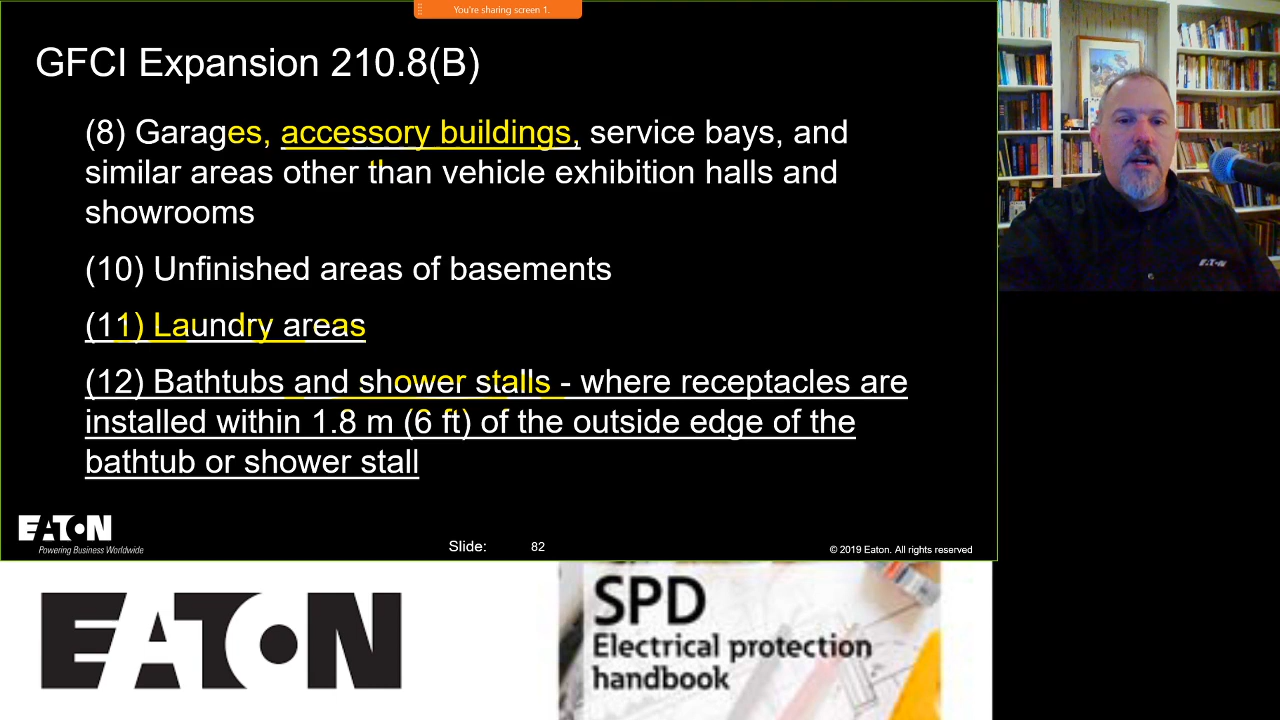 You're sharing screen 1.
GFCI Expansion 210.8(B)
(8) Garages, accessory buildings, service bays, and
similar areas other than vehicle exhibition halls and
showrooms
(10) Unfinished areas of basements
(11) Laundry areas
(12) Bathtubs and shower stalls - where receptacles are
installed within 1.8 m (6 ft) of the outside edge of the
bathtub or shower stall
EATON
Powering Business Worldwide
Slide: 82
© 2019 Eaton. All rights reserved
EATON
EATON
SPD
Electrical protection
handbook